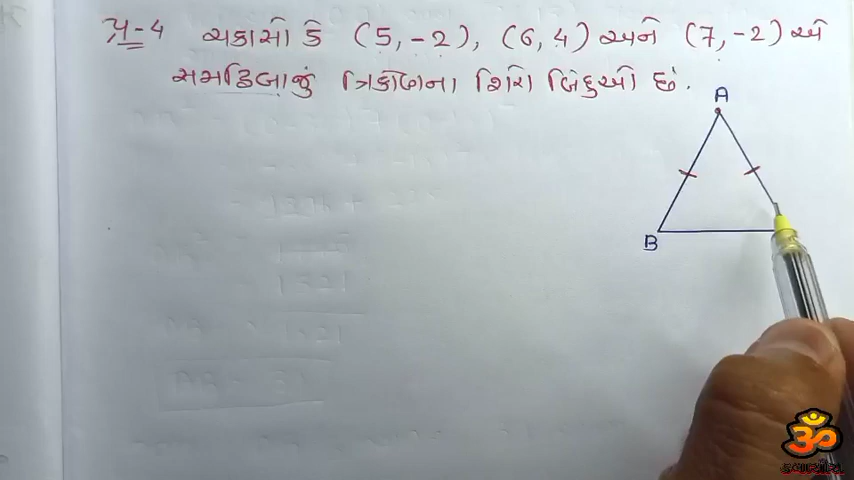 પ્ર-4 ચકાસો કે (5,-2), (6,4) અને (7,-2) એ
સમદ્વિબાજું ત્રિકોણના શિરો બિંદુઓ છે.
A
B
ૐ